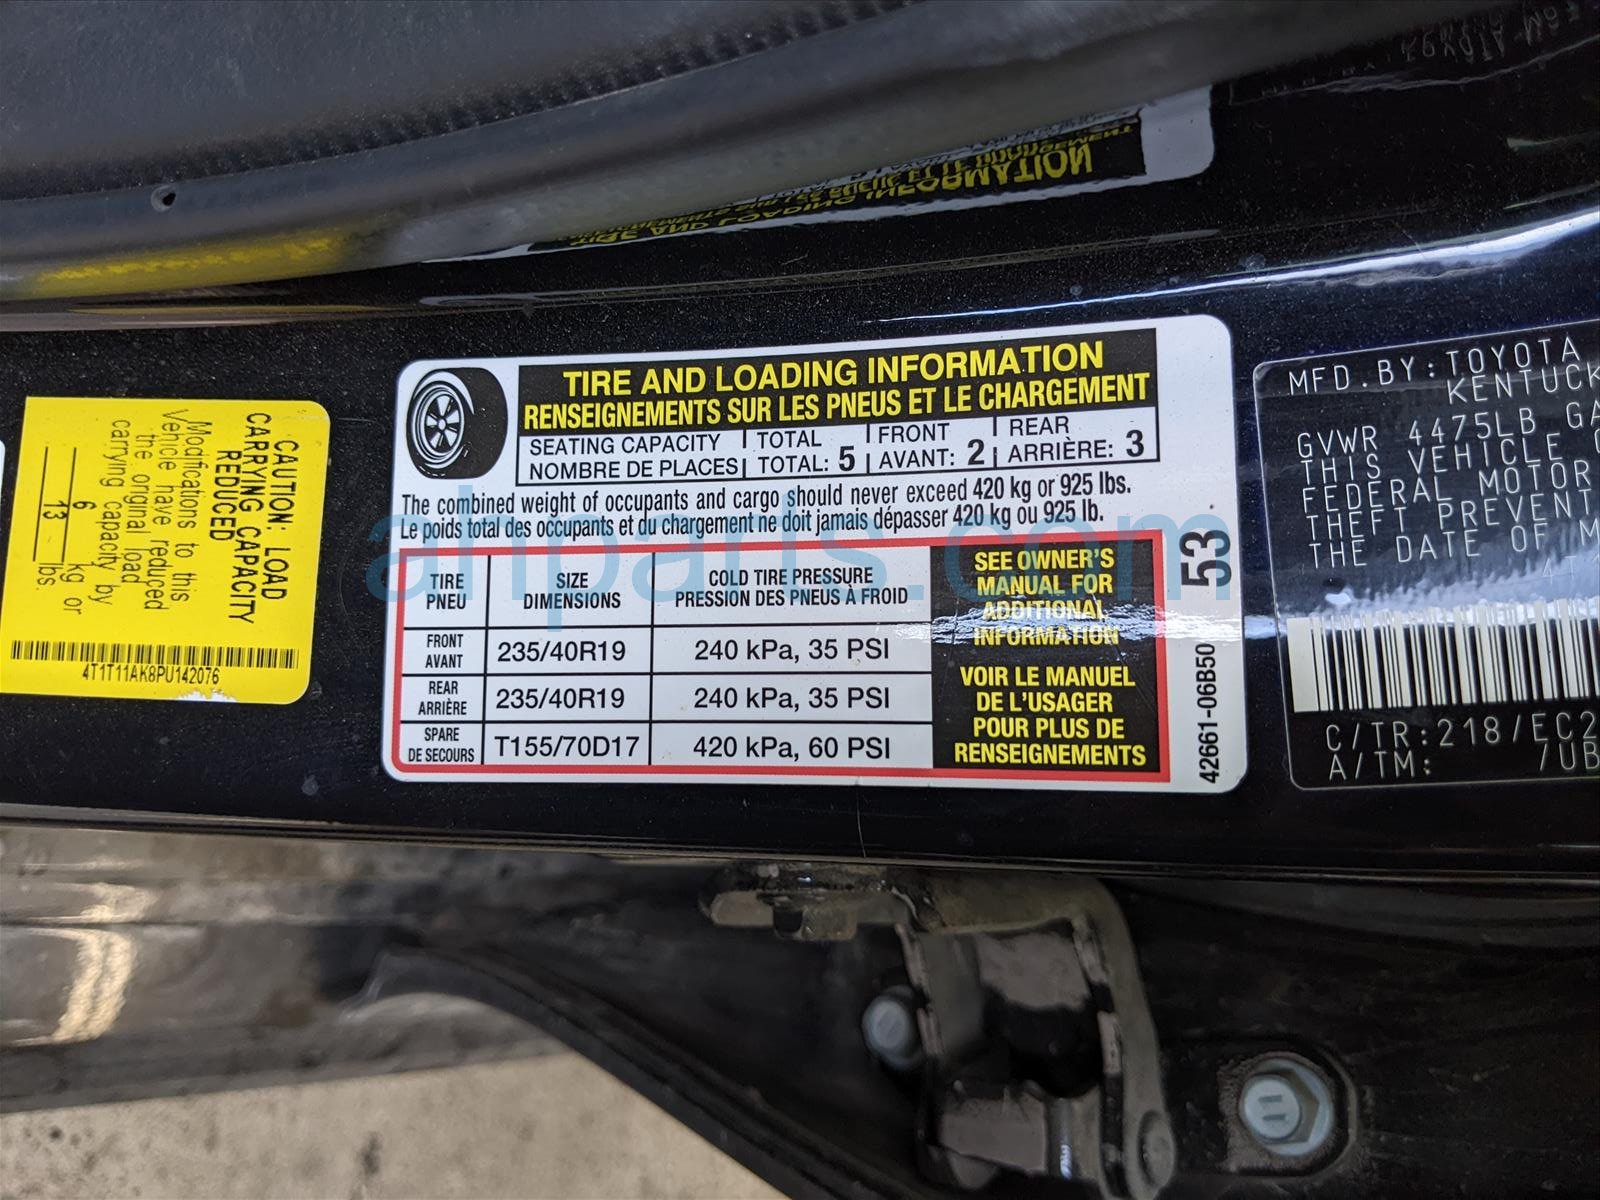 CAUTION: LOAD
CARRYING CAPACITY
REDUCED
Modifications to this
Vehicle have reduced
the original load
carrying capacity by
6 kg or
13 lbs.
4T1T11AK8PU142076
TIRE AND LOADING INFORMATION
RENSEIGNEMENTS SUR LES PNEUS ET LE CHARGEMENT
SEATING CAPACITY TOTAL FRONT REAR
NOMBRE DE PLACES TOTAL: 5 AVANT: 2 ARRIÈRE: 3
The combined weight of occupants and cargo should never exceed 420 kg or 925 lbs.
Le poids total des occupants et du chargement ne doit jamais dépasser 420 kg ou 925 lb.
TIRE SIZE COLD TIRE PRESSURE
PNEU DIMENSIONS PRESSION DES PNEUS À FROID
FRONT
AVANT 235/40R19 240 kPa, 35 PSI
REAR
ARRIÈRE 235/40R19 240 kPa, 35 PSI
SPARE
DE SECOURS T155/70D17 420 kPa, 60 PSI
SEE OWNER'S
MANUAL FOR
ADDITIONAL
INFORMATION
VOIR LE MANUEL
DE L'USAGER
POUR PLUS DE
RENSEIGNEMENTS
53
42661-06B50
MFD.BY:TOYOTA
KENTUCK
GVWR 4475LB GA
THIS VEHICLE
FEDERAL MOTOR
THEFT PREVENT
THE DATE OF M
4T
C/TR:218/EC2
A/TM: /UB
ahparts.com